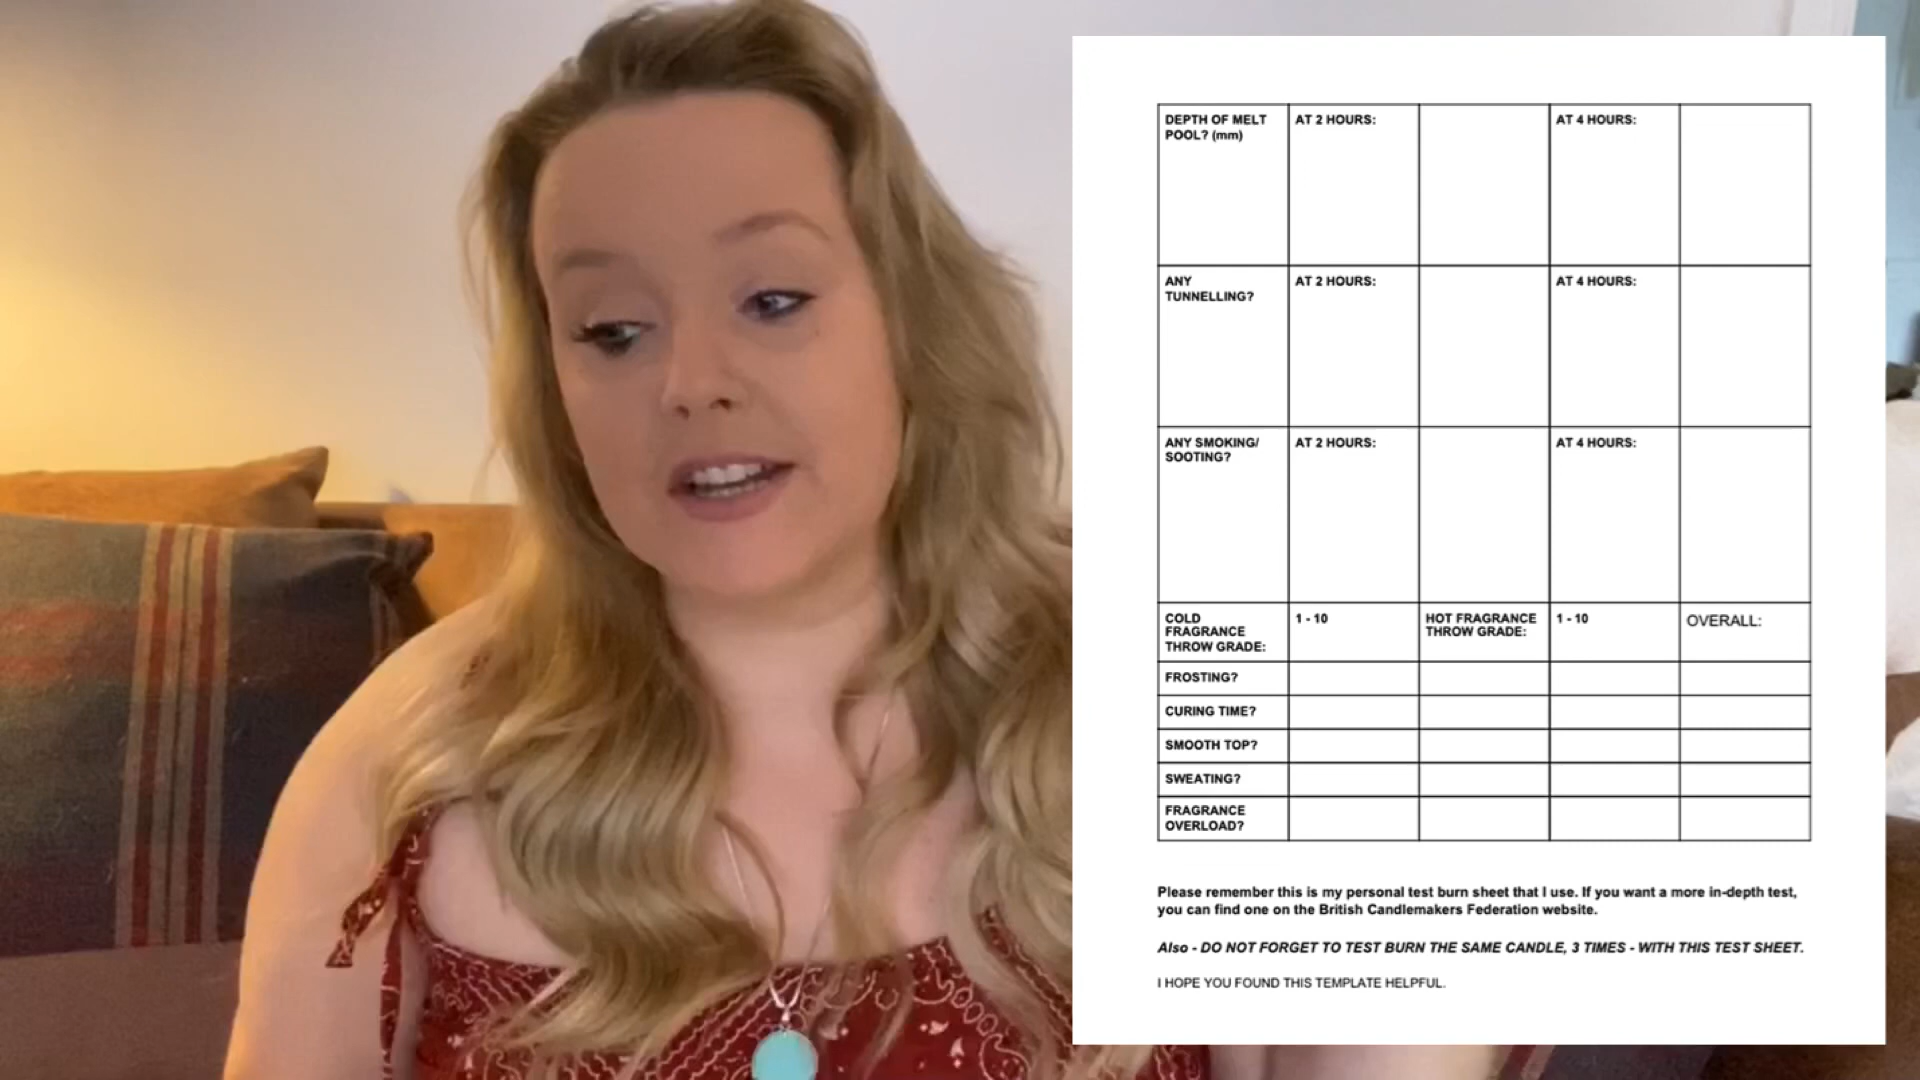 DEPTH OF MELT
POOL? (mm)
AT 2 HOURS:
AT 4 HOURS:
ANY
TUNNELLING?
AT 2 HOURS:
AT 4 HOURS:
ANY SMOKING/
SOOTING?
AT 2 HOURS:
AT 4 HOURS:
COLD
FRAGRANCE
THROW GRADE:
1 - 10
HOT FRAGRANCE
THROW GRADE:
1 - 10
OVERALL:
FROSTING?
CURING TIME?
SMOOTH TOP?
SWEATING?
FRAGRANCE
OVERLOAD?
Please remember this is my personal test burn sheet that I use. If you want a more in-depth test,
you can find one on the British Candlemakers Federation website.
Also - DO NOT FORGET TO TEST BURN THE SAME CANDLE, 3 TIMES - WITH THIS TEST SHEET.
I HOPE YOU FOUND THIS TEMPLATE HELPFUL.